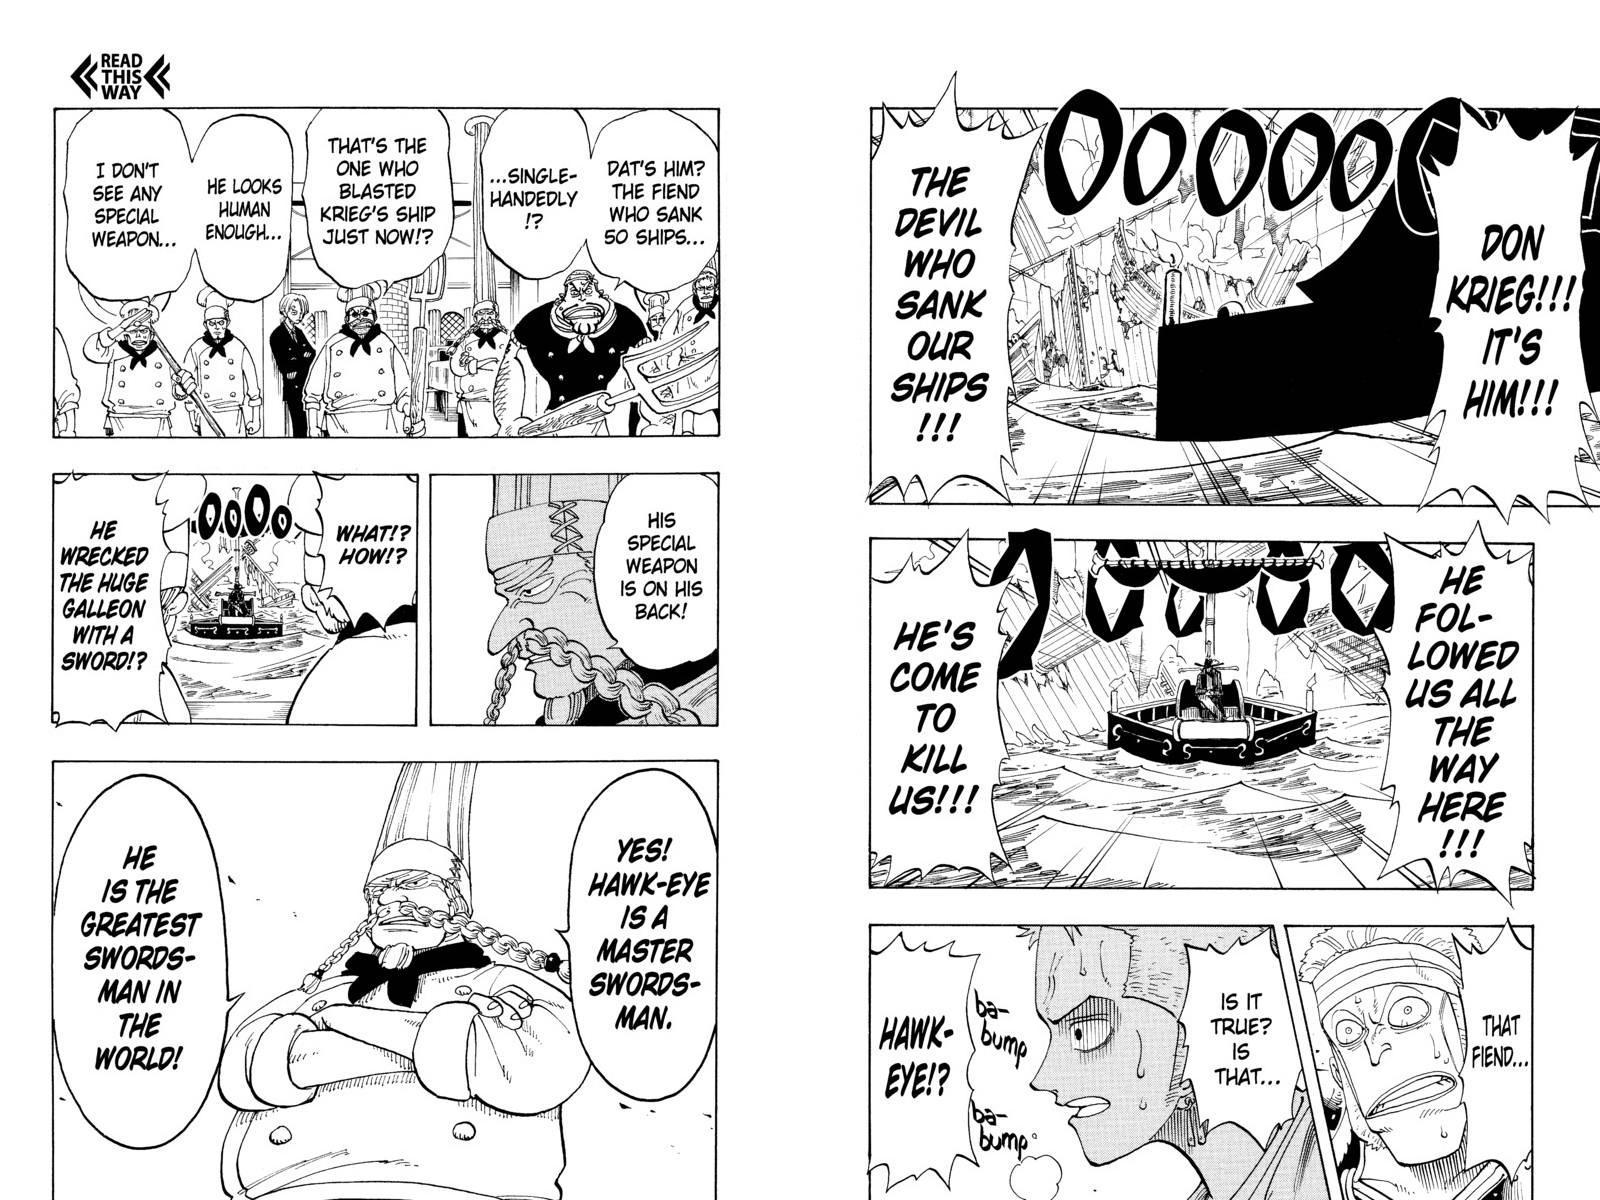 DON
KRIEG!!!
IT'S
HIM!!!
THE
DEVIL
WHO
SANK
OUR
SHIPS
!!!
HE
FOL-
LOWED
US ALL
THE
WAY
HERE
!!!
HE'S
COME
TO
KILL
US!!!
THAT
FIEND...
IS IT
TRUE?
IS
THAT...
ba-
bump
ba-
bump
HAWK-
EYE!?
READ
THIS
WAY
DAT'S HIM?
THE FIEND
WHO SANK
50 SHIPS...
...SINGLE-
HANDEDLY
!?
THAT'S THE
ONE WHO
BLASTED
KRIEG'S SHIP
JUST NOW!?
HE LOOKS
HUMAN
ENOUGH...
I DON'T
SEE ANY
SPECIAL
WEAPON...
HIS
SPECIAL
WEAPON
IS ON HIS
BACK!
WHAT!?
HOW!?
HE
WRECKED
THE HUGE
GALLEON
WITH A
SWORD!?
YES!
HAWK-EYE
IS A
MASTER
SWORDS-
MAN.
HE
IS THE
GREATEST
SWORDS-
MAN IN
THE
WORLD!